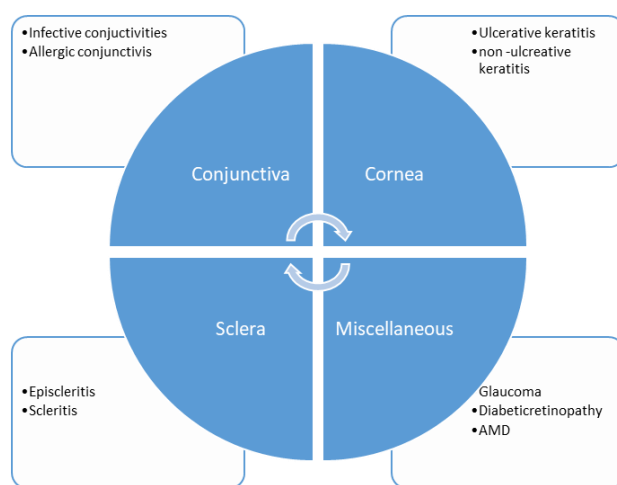 •Infective conjuctivities
•Allergic conjunctivis
•Ulcerative keratitis
•non -ulcreative
keratitis
Conjunctiva
Cornea
Sclera
Miscellaneous
•Episcleritis
•Scleritis
Glaucoma
•Diabeticretinopathy
•AMD